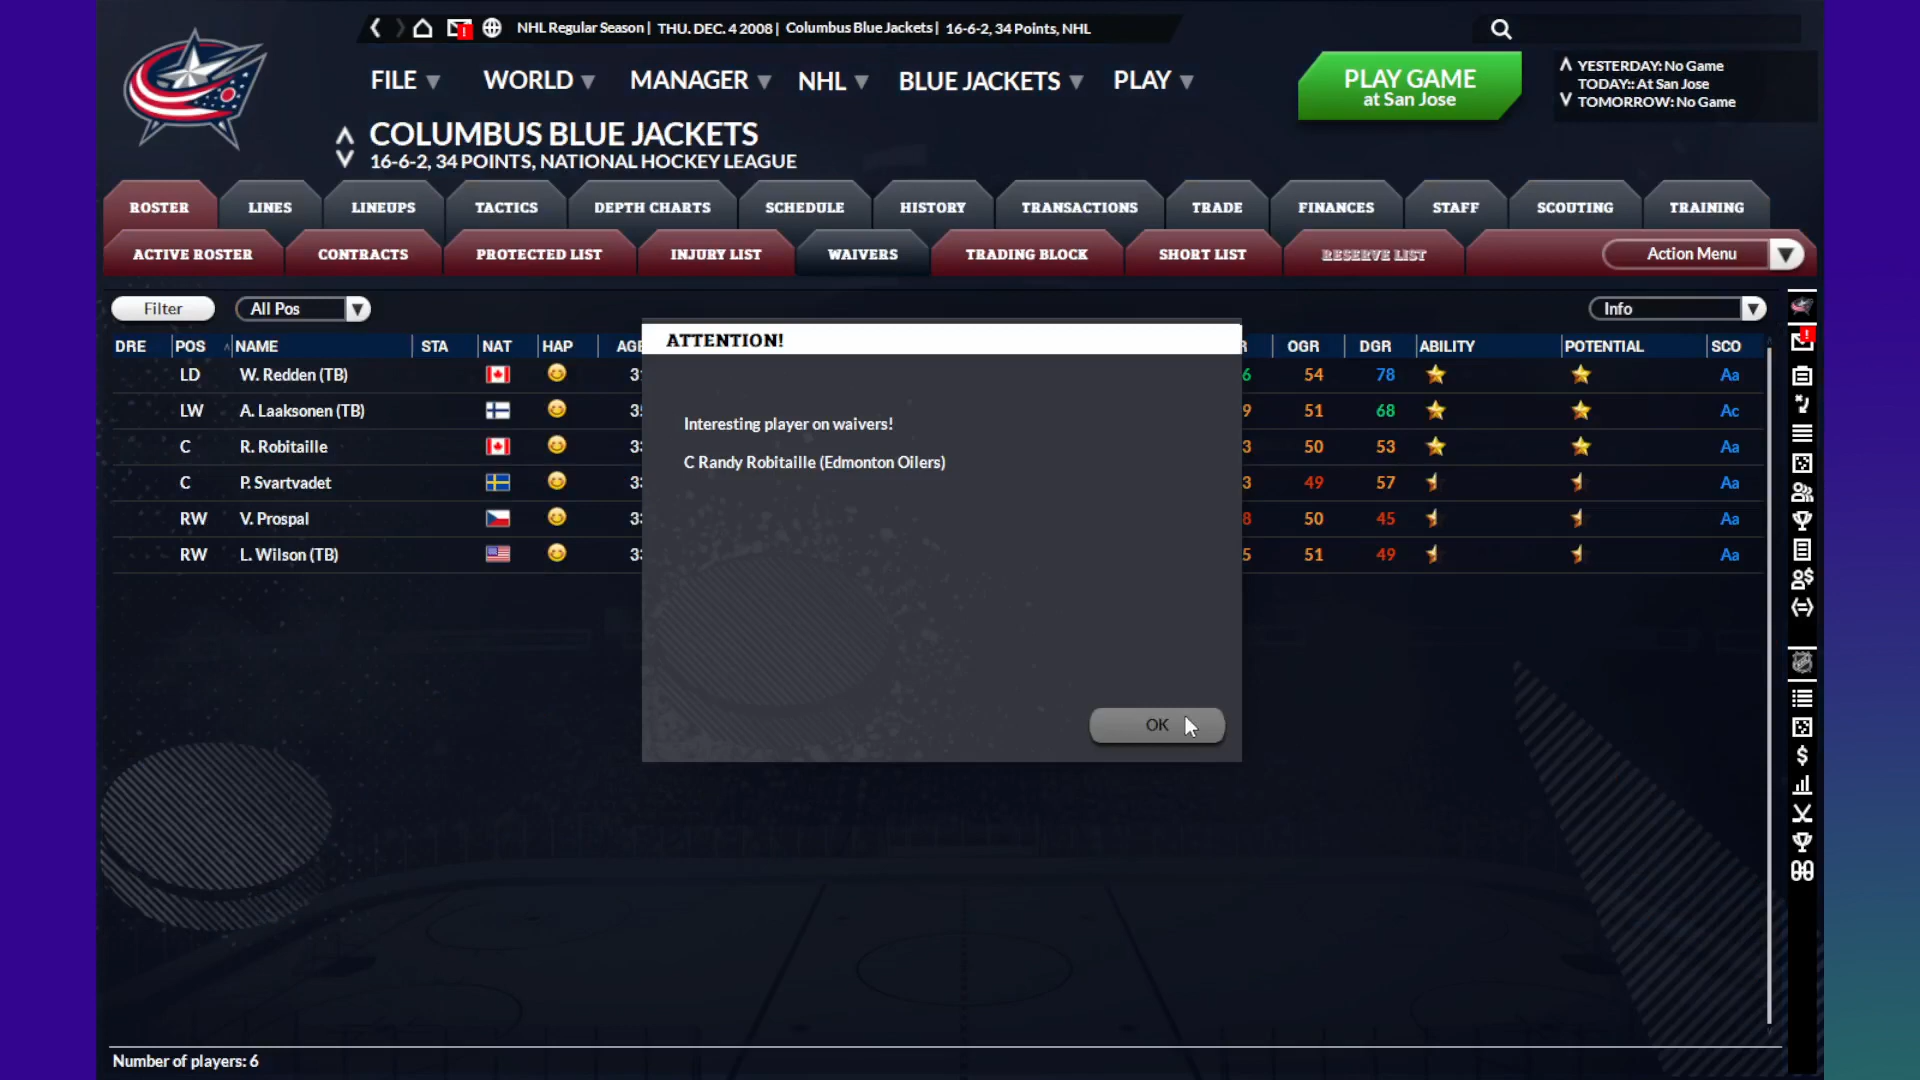 NHL Regular Season | THU. DEC. 4 2008 | Columbus Blue Jackets | 16-6-2, 34 Points, NHL
FILE WORLD MANAGER NHL BLUE JACKETS PLAY
PLAY GAME
at San Jose
YESTERDAY: No Game
TODAY:: At San Jose
TOMORROW: No Game
COLUMBUS BLUE JACKETS
16-6-2, 34 POINTS, NATIONAL HOCKEY LEAGUE
ROSTER LINES LINEUPS TACTICS DEPTH CHARTS SCHEDULE HISTORY TRANSACTIONS TRADE FINANCES STAFF SCOUTING TRAINING
ACTIVE ROSTER CONTRACTS PROTECTED LIST INJURY LIST WAIVERS TRADING BLOCK SHORT LIST RESERVE LIST Action Menu
Filter All Pos Info
DRE POS NAME STA NAT HAP AGE OGR DGR ABILITY POTENTIAL SCO
LD W. Redden (TB) 54 78 Aa
LW A. Laaksonen (TB) 51 68 Ac
C R. Robitaille 50 53 Aa
C P. Svartvadet 49 57 Aa
RW V. Prospal 50 45 Aa
RW L. Wilson (TB) 51 49 Aa
ATTENTION!
Interesting player on waivers!
C Randy Robitaille (Edmonton Oilers)
OK
Number of players: 6